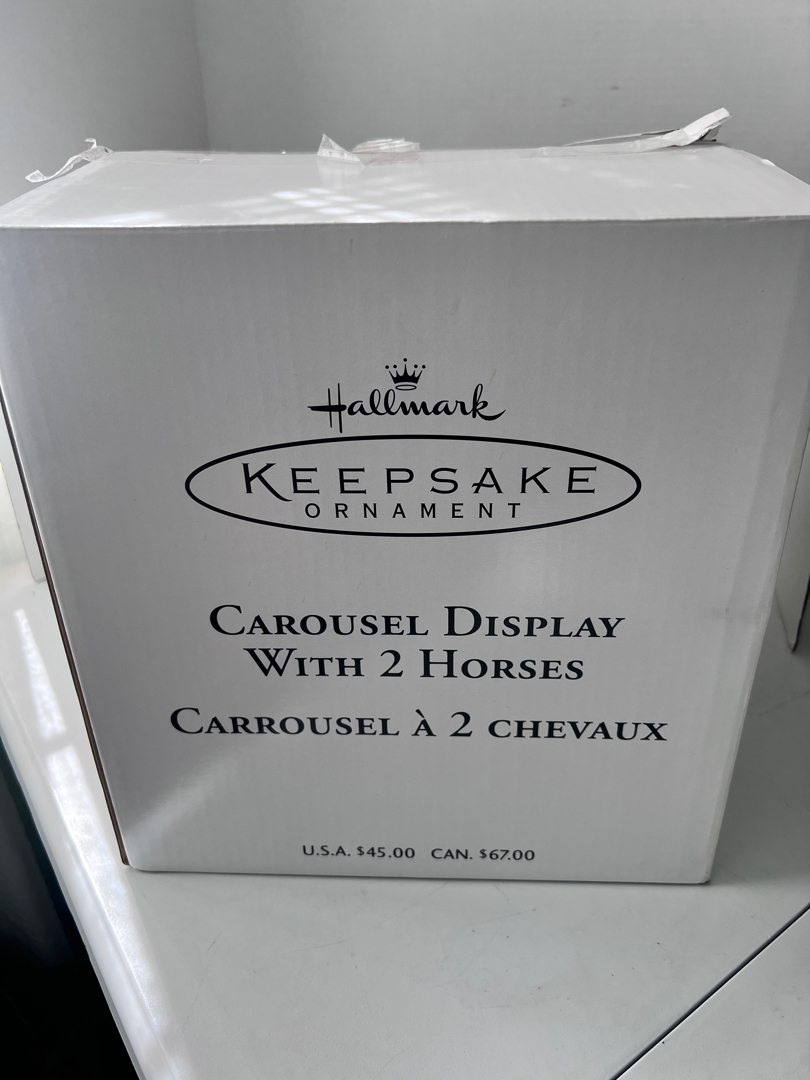 Hallmark
KEEPSAKE
ORNAMENT
CAROUSEL DISPLAY
WITH 2 HORSES
CARROUSEL À 2 CHEVAUX
U.S.A. $45.00 CAN. $67.00